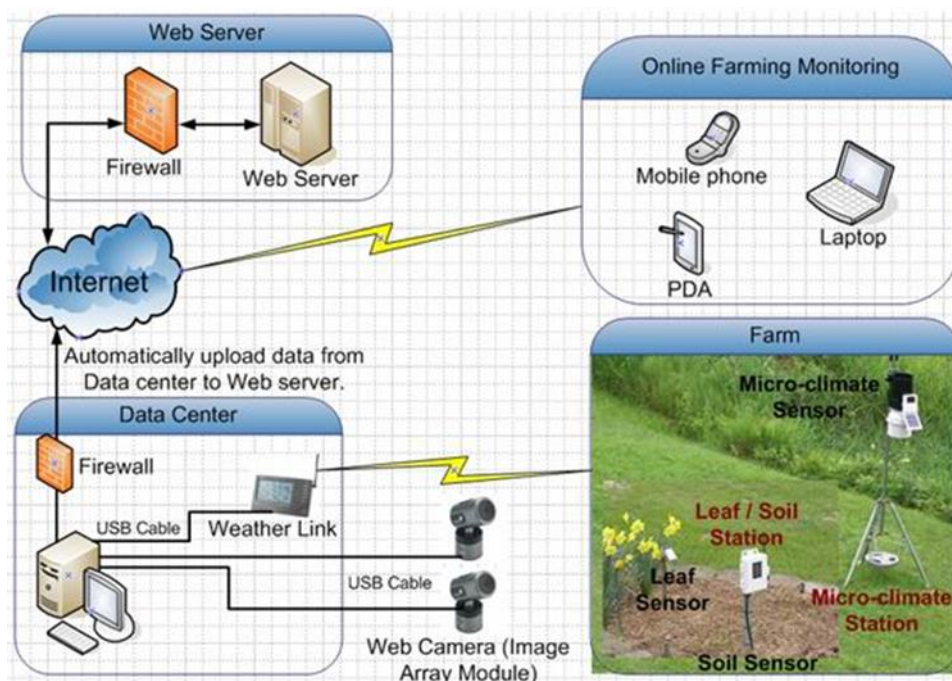 Web Server
Firewall
Web Server
Online Farming Monitoring
Mobile phone
Laptop
PDA
Internet
Automatically upload data from
Data center to Web server.
Data Center
Firewall
USB Cable
Weather Link
USB Cable
Web Camera (Image
Array Module)
Farm
Micro-climate
Sensor
Leaf / Soil
Station
Leaf
Sensor
Micro-climate
Station
Soil Sensor